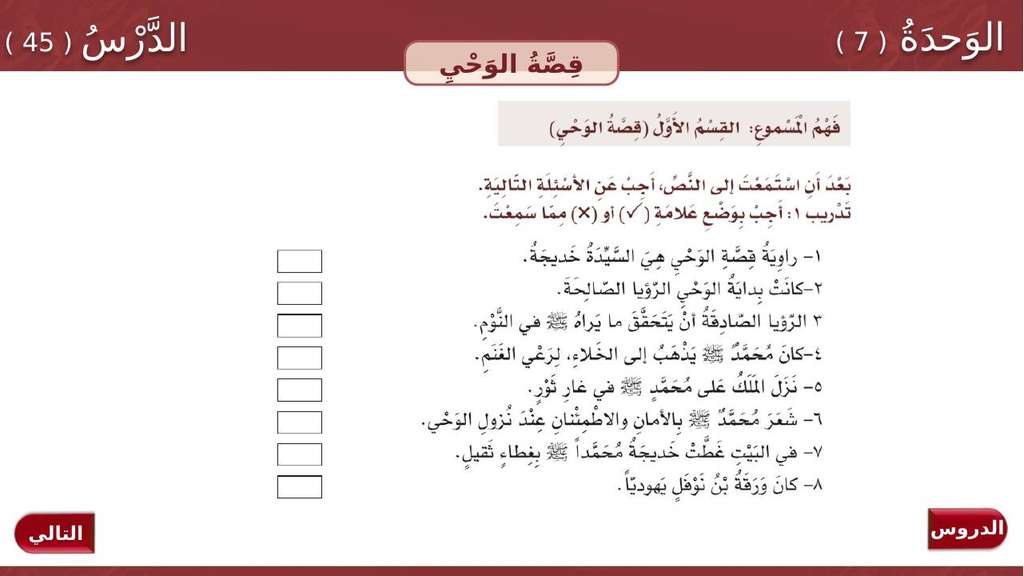 الوَحدَةُ ( 7 )
الدَّرْسُ ( 45 )
قِصَّةُ الوَحْيِ
فَهْمُ الْمَسْموعِ: القِسْمُ الأَوَّلُ (قِصَّةُ الوَحْيِ)
بَعْدَ أَنِ اسْتَمَعْتَ إلى النَّصِّ، أَجِبْ عَنِ الأَسْئِلَةِ التَّالِيَةِ.
تَدْريب ١: أَجِبْ بِوَضْعِ عَلامَةِ (✓) أو (✕) مِمَّا سَمِعْتَ.
١- راوِيَةُ قِصَّةِ الوَحْيِ هِيَ السَّيِّدَةُ خَديجَةُ.
٢-كانَتْ بِدايَةُ الوَحْيِ الرّؤيا الصّالِحَةَ.
٣ الرّؤيا الصّادِقَةُ أنْ يَتَحَقَّقَ ما يَراهُ ﷺ في النَّوْمِ.
٤-كانَ مُحَمَّدٌ ﷺ يَذْهَبُ إلى الخَلاءِ، لِرَعْيِ الغَنَمِ.
٥- نَزَلَ المَلَكُ عَلى مُحَمَّدٍ ﷺ في غارِ ثَوْرٍ.
٦- شَعَرَ مُحَمَّدٌ ﷺ بِالأمانِ والاطْمِئْنانِ عِنْدَ نُزولِ الوَحْي.
٧- في البَيْتِ غَطَّتْ خَديجَةُ مُحَمَّداً ﷺ بِغِطاءٍ ثَقيلٍ.
٨- كانَ وَرَقَةُ بْنُ نَوْفَلٍ يَهوديّاً.
الدروس
التالي